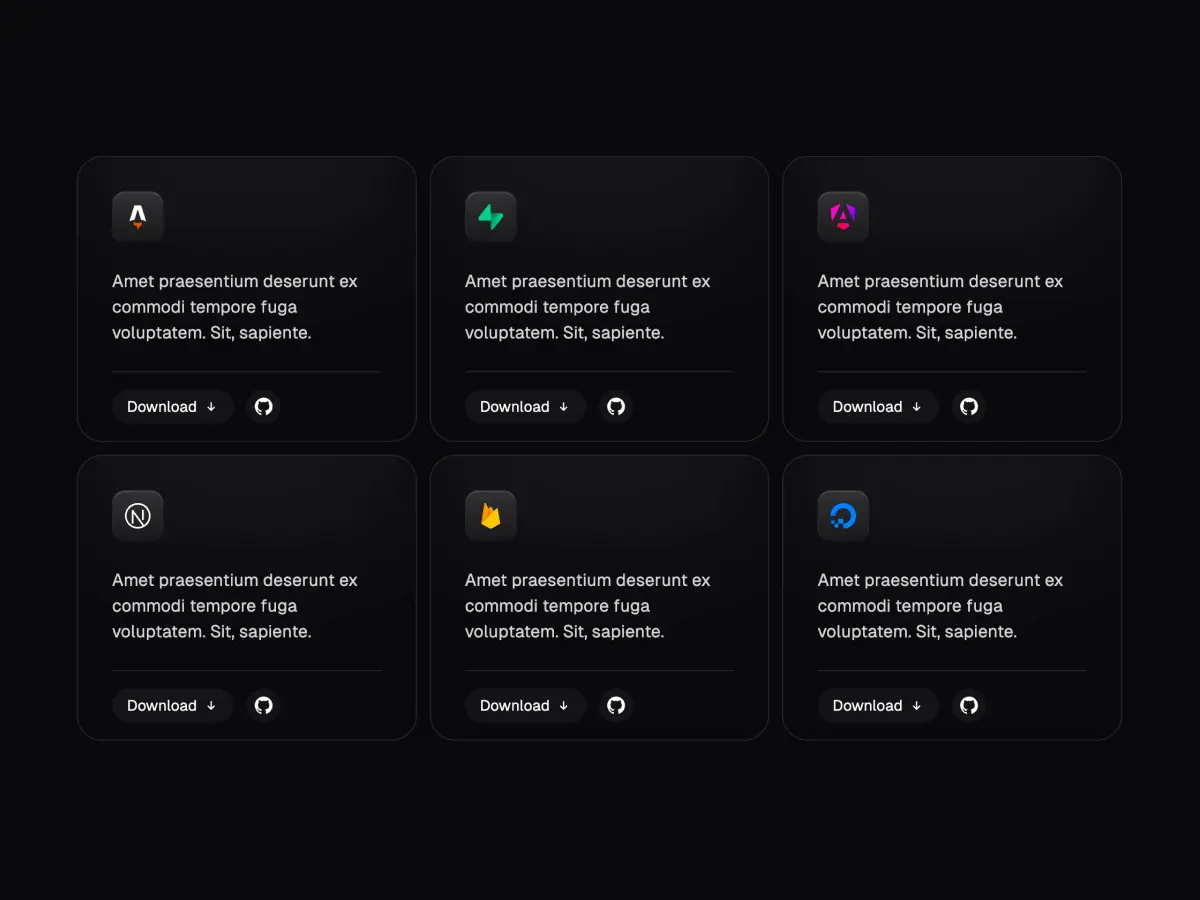 Amet praesentium deserunt ex
commodi tempore fuga
voluptatem. Sit, sapiente.
Download
Amet praesentium deserunt ex
commodi tempore fuga
voluptatem. Sit, sapiente.
Download
Amet praesentium deserunt ex
commodi tempore fuga
voluptatem. Sit, sapiente.
Download
Amet praesentium deserunt ex
commodi tempore fuga
voluptatem. Sit, sapiente.
Download
Amet praesentium deserunt ex
commodi tempore fuga
voluptatem. Sit, sapiente.
Download
Amet praesentium deserunt ex
commodi tempore fuga
voluptatem. Sit, sapiente.
Download